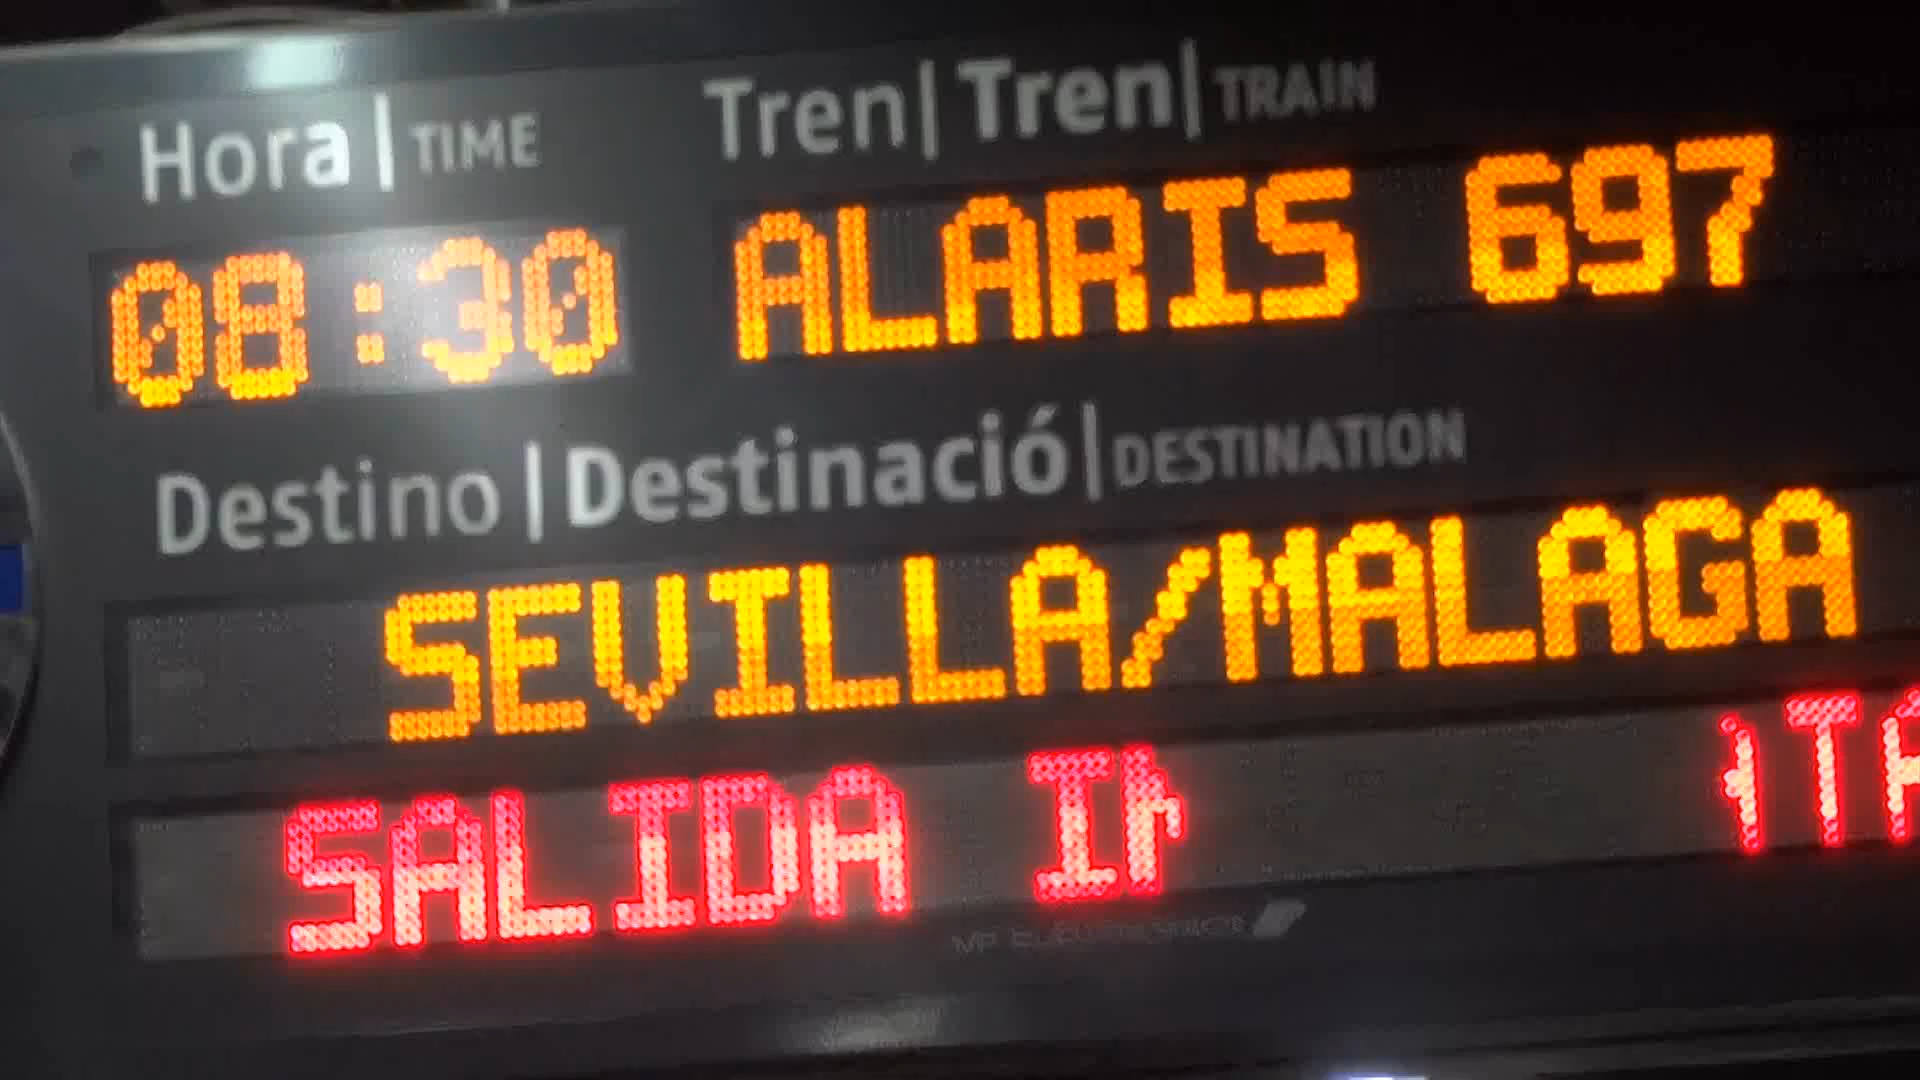 Hora | TIME
Tren | Tren | TRAIN
08:30
ALARIS 697
Destino | Destinació | DESTINATION
SEVILLA/MALAGA
SALIDA